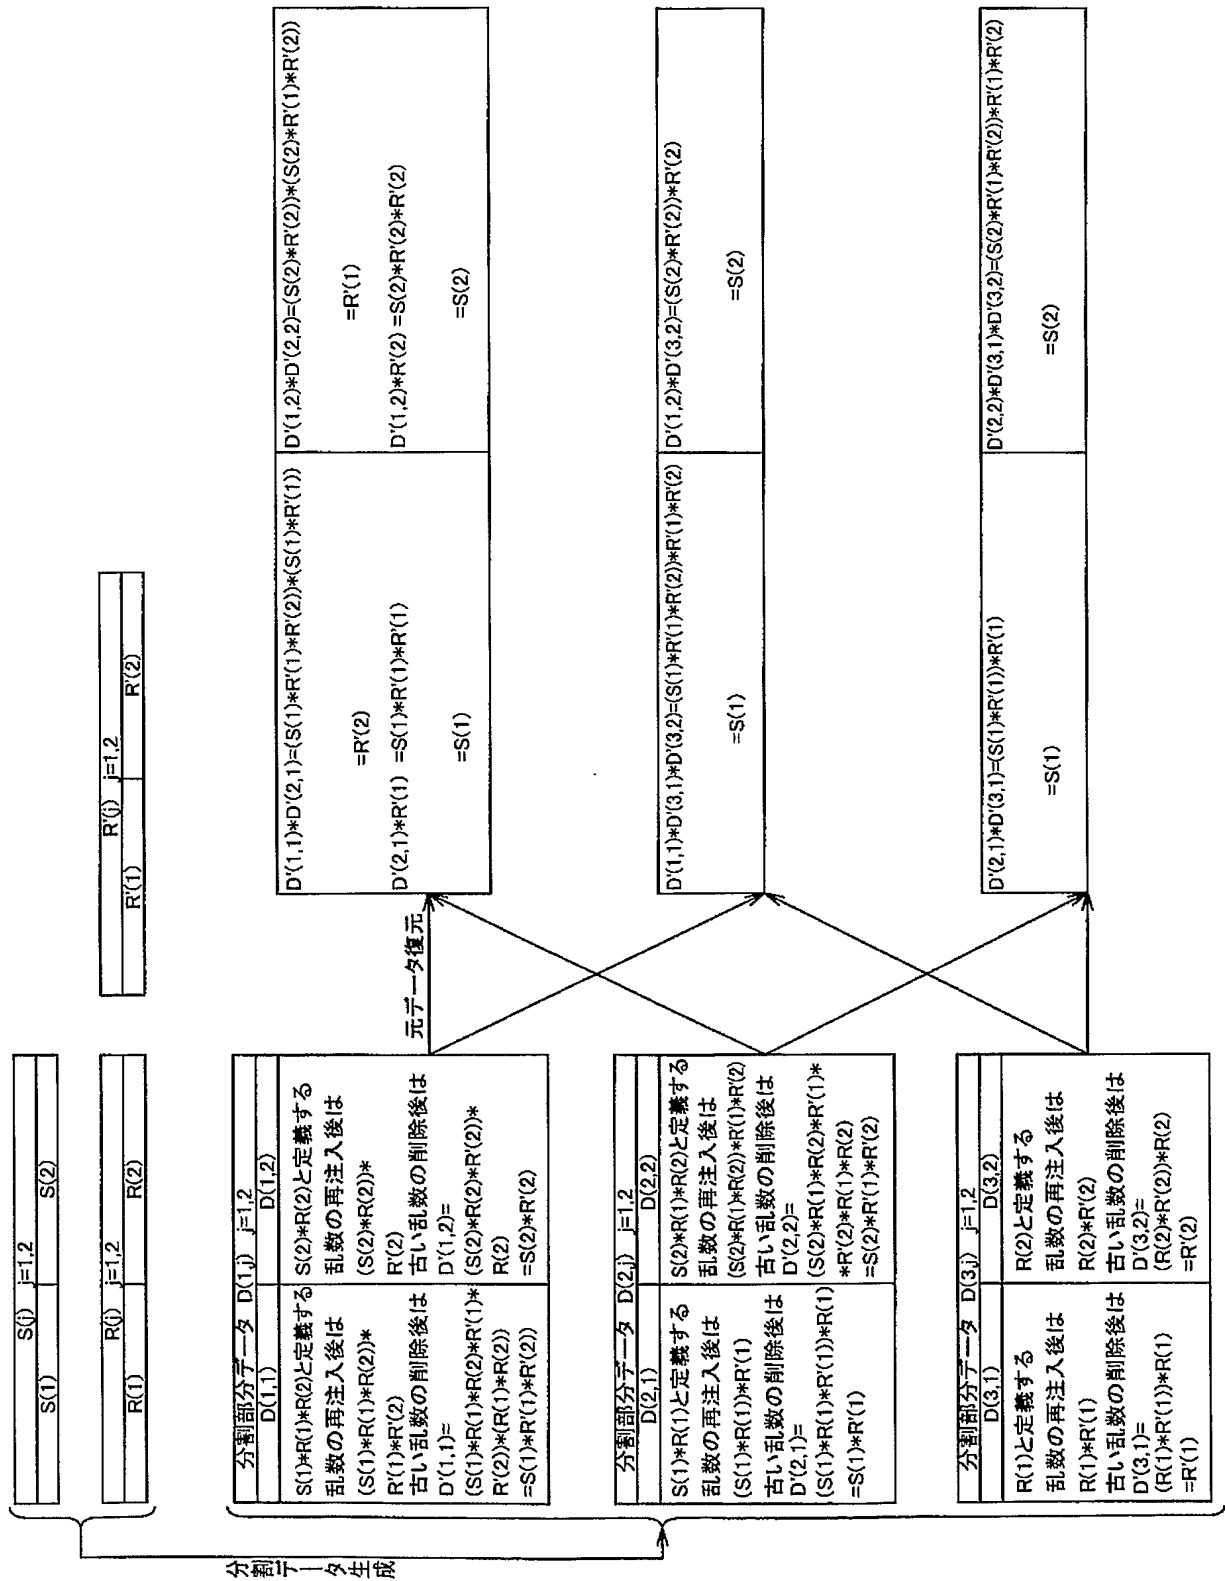 S(j) j=1,2
S(1) S(2)
R(j) j=1,2
R(1) R(2)
R'(j) j=1,2
R'(1) R'(2)
分割データ生成
分割部分データ D(1,j) j=1,2
D(1,1) D(1,2)
S(1)*R(1)*R(2)と定義する
乱数の再注入後は
(S(1)*R(1)*R(2))*
R'(1)*R'(2)
古い乱数の削除後は
D'(1,1)=
(S(1)*R(1)*R(2)*R'(1)*
R'(2))*(R(1)*R(2))
=S(1)*R'(1)*R'(2))
S(2)*R(2)と定義する
乱数の再注入後は
(S(2)*R(2))*
R'(2)
古い乱数の削除後は
D'(1,2)=
(S(2)*R(2)*R'(2))*
R(2)
=S(2)*R'(2)
分割部分データ D(2,j) j=1,2
D(2,1) D(2,2)
S(1)*R(1)と定義する
乱数の再注入後は
(S(1)*R(1))*R'(1)
古い乱数の削除後は
D'(2,1)=
(S(1)*R(1)*R'(1))*R(1)
=S(1)*R'(1)
S(2)*R(1)*R(2)と定義する
乱数の再注入後は
(S(2)*R(1)*R(2))*R'(1)*R'(2)
古い乱数の削除後は
D'(2,2)=
(S(2)*R(1)*R(2)*R'(1)*
*R'(2)*R(1)*R(2)
=S(2)*R'(1)*R'(2)
分割部分データ D(3,j) j=1,2
D(3,1) D(3,2)
R(1)と定義する
乱数の再注入後は
R(1)*R'(1)
古い乱数の削除後は
D'(3,1)=
(R(1)*R'(1))*R(1)
=R'(1)
R(2)と定義する
乱数の再注入後は
R(2)*R'(2)
古い乱数の削除後は
D'(3,2)=
(R(2)*R'(2))*R(2)
=R'(2)
元データ復元
D'(1,1)*D'(2,1)=(S(1)*R'(1)*R'(2))*(S(1)*R'(1))
=R'(2)
D'(2,1)*R'(1) =S(1)*R'(1)*R'(1)
=S(1)
D'(1,2)*D'(2,2)=(S(2)*R'(2))*(S(2)*R'(1)*R'(2))
=R'(1)
D'(1,2)*R'(2) =S(2)*R'(2)*R'(2)
=S(2)
D'(1,1)*D'(3,1)*D'(3,2)=(S(1)*R'(1)*R'(2))*R'(1)*R'(2)
=S(1)
D'(1,2)*D'(3,2)=(S(2)*R'(2))*R'(2)
=S(2)
D'(2,1)*D'(3,1)=(S(1)*R'(1))*R'(1)
=S(1)
D'(2,2)*D'(3,1)*D'(3,2)=(S(2)*R'(1)*R'(2))*R'(1)*R'(2)
=S(2)